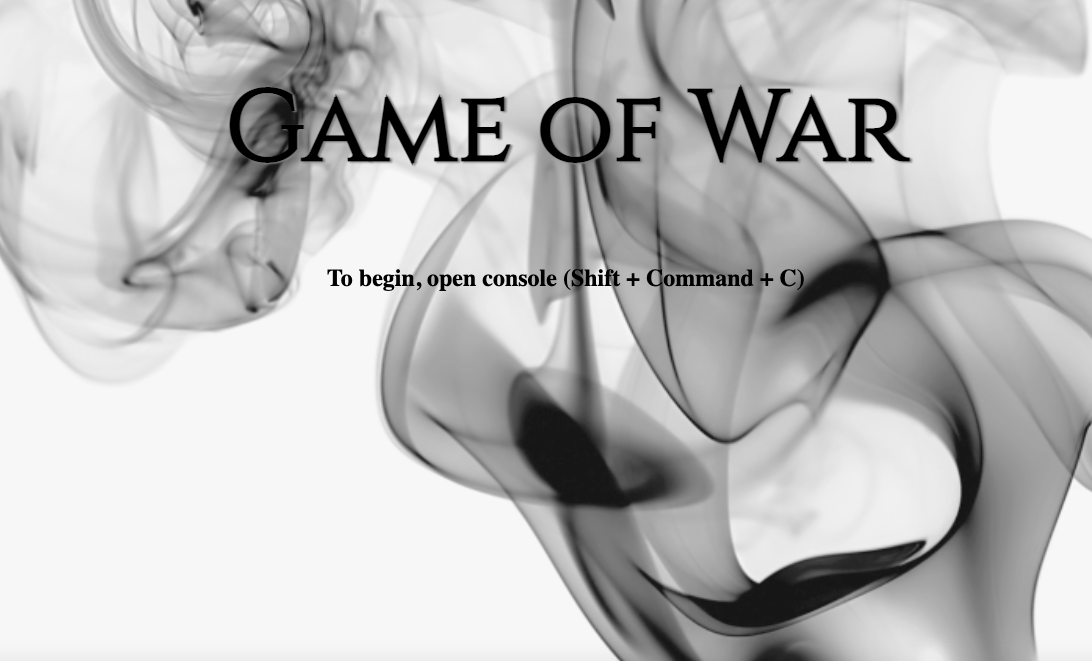 Game of War
To begin, open console (Shift + Command + C)